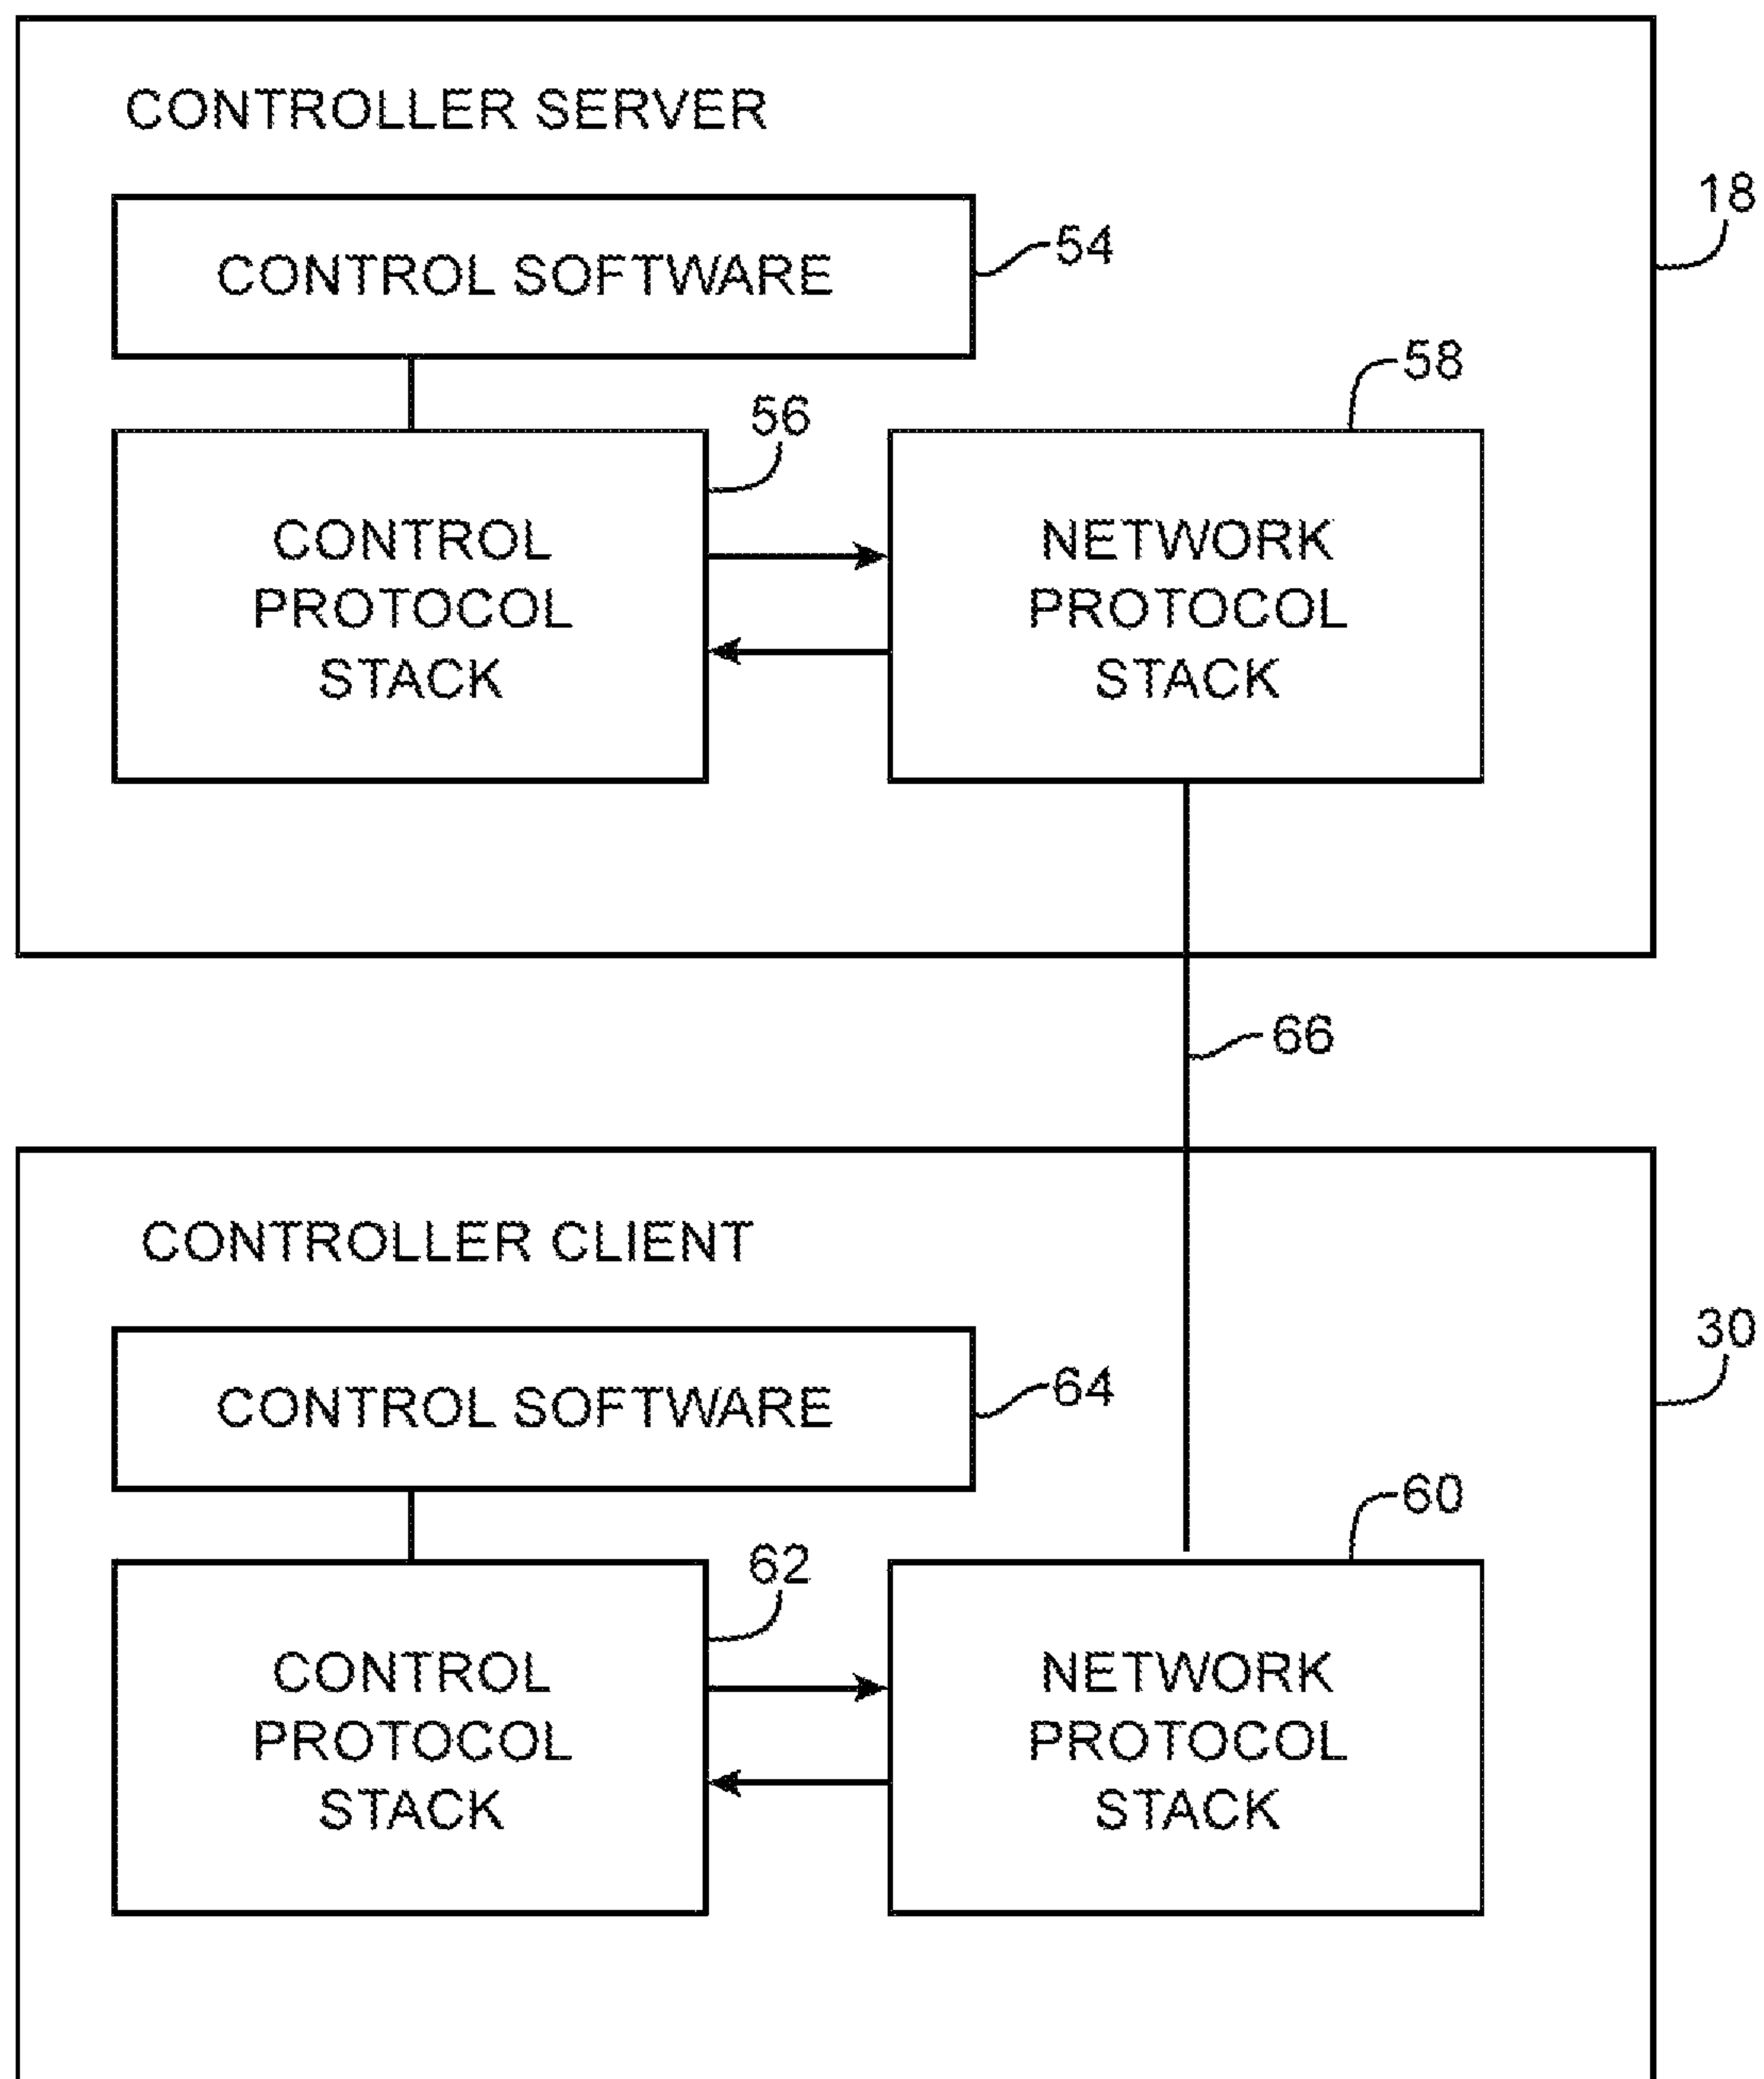 CONTROLLER SERVER
18
CONTROL SOFTWARE
54
58
56
CONTROL
PROTOCOL
STACK
NETWORK
PROTOCOL
STACK
66
CONTROLLER CLIENT
30
CONTROL SOFTWARE
64
60
62
CONTROL
PROTOCOL
STACK
NETWORK
PROTOCOL
STACK